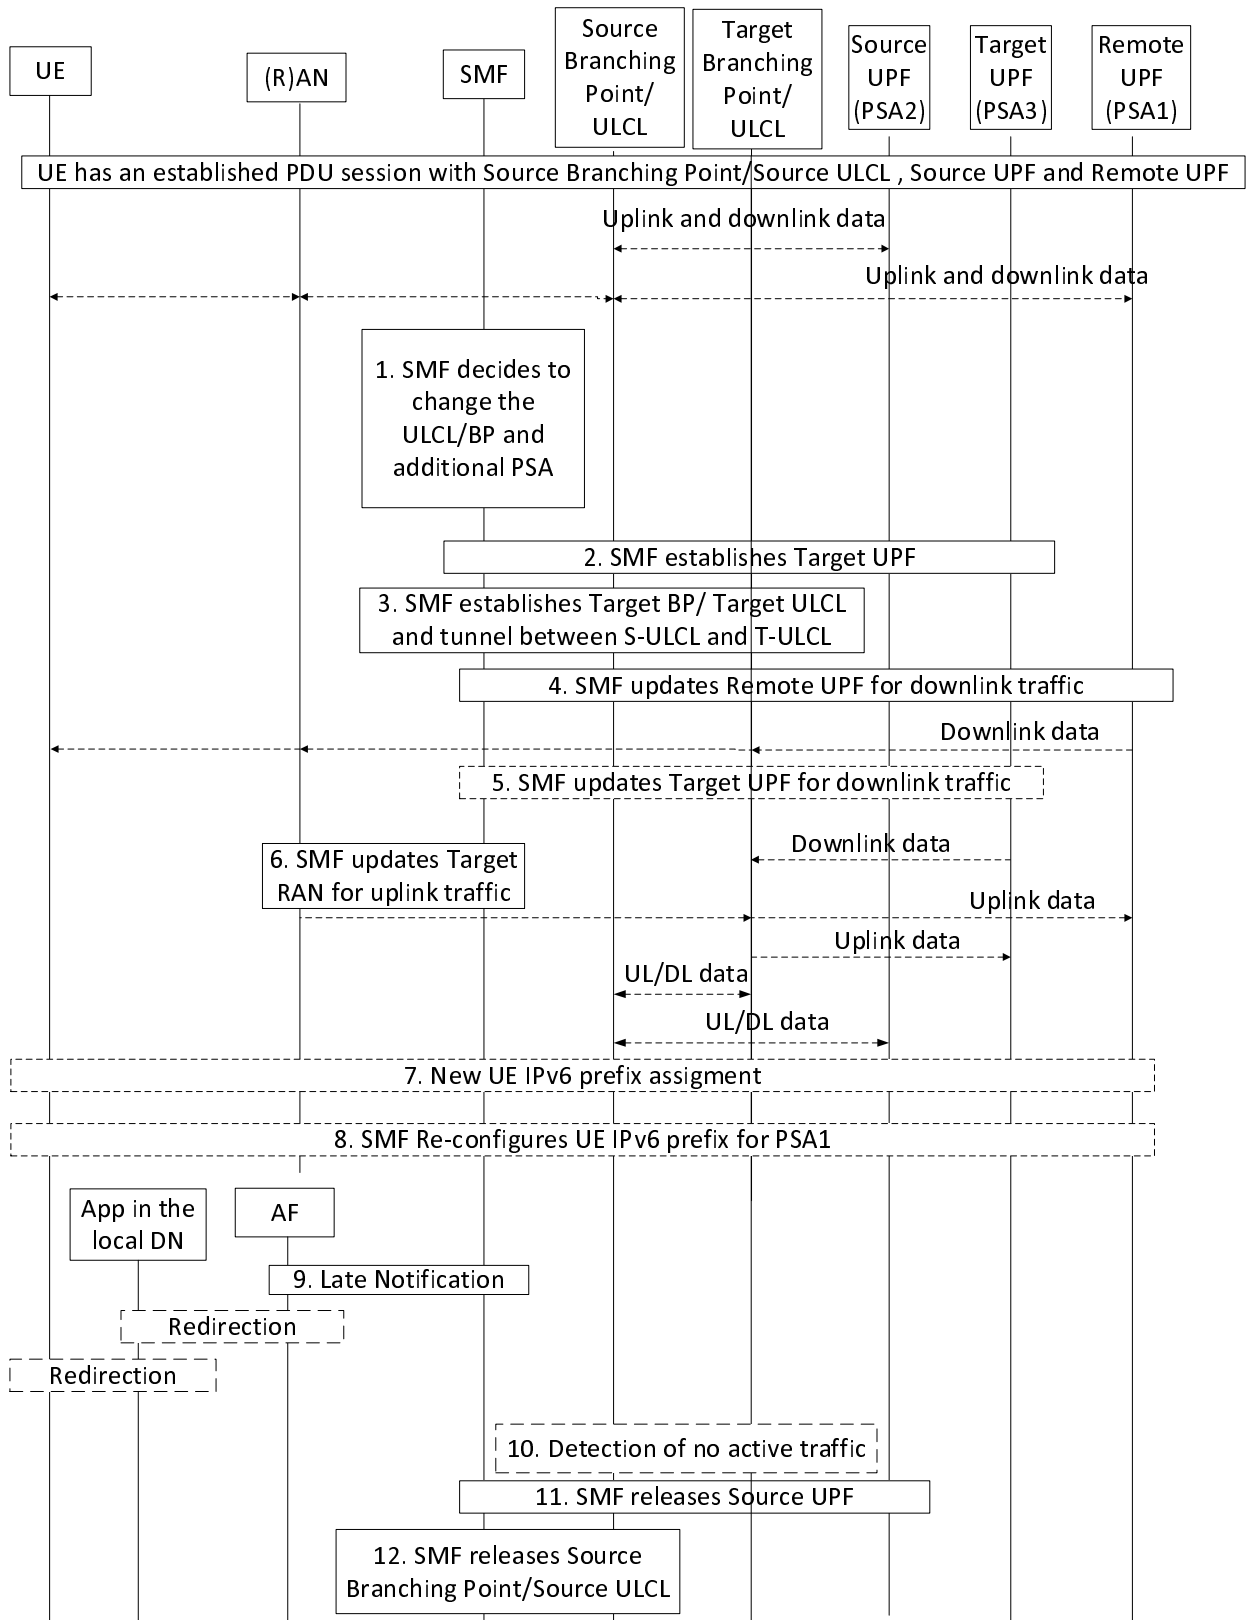 UE
(R)AN
SMF
Source
Branching
Point/
ULCL
Target
Branching
Point/
ULCL
Source
UPF
(PSA2)
Target
UPF
(PSA3)
Remote
UPF
(PSA1)
UE has an established PDU session with Source Branching Point/Source ULCL , Source UPF and Remote UPF
Uplink and downlink data
Uplink and downlink data
1. SMF decides to
change the
ULCL/BP and
additional PSA
2. SMF establishes Target UPF
3. SMF establishes Target BP/ Target ULCL
and tunnel between S-ULCL and T-ULCL
4. SMF updates Remote UPF for downlink traffic
Downlink data
5. SMF updates Target UPF for downlink traffic
Downlink data
6. SMF updates Target
RAN for uplink traffic
Uplink data
Uplink data
UL/DL data
UL/DL data
7. New UE IPv6 prefix assigment
8. SMF Re-configures UE IPv6 prefix for PSA1
App in the
local DN
AF
9. Late Notification
Redirection
Redirection
10. Detection of no active traffic
11. SMF releases Source UPF
12. SMF releases Source
Branching Point/Source ULCL